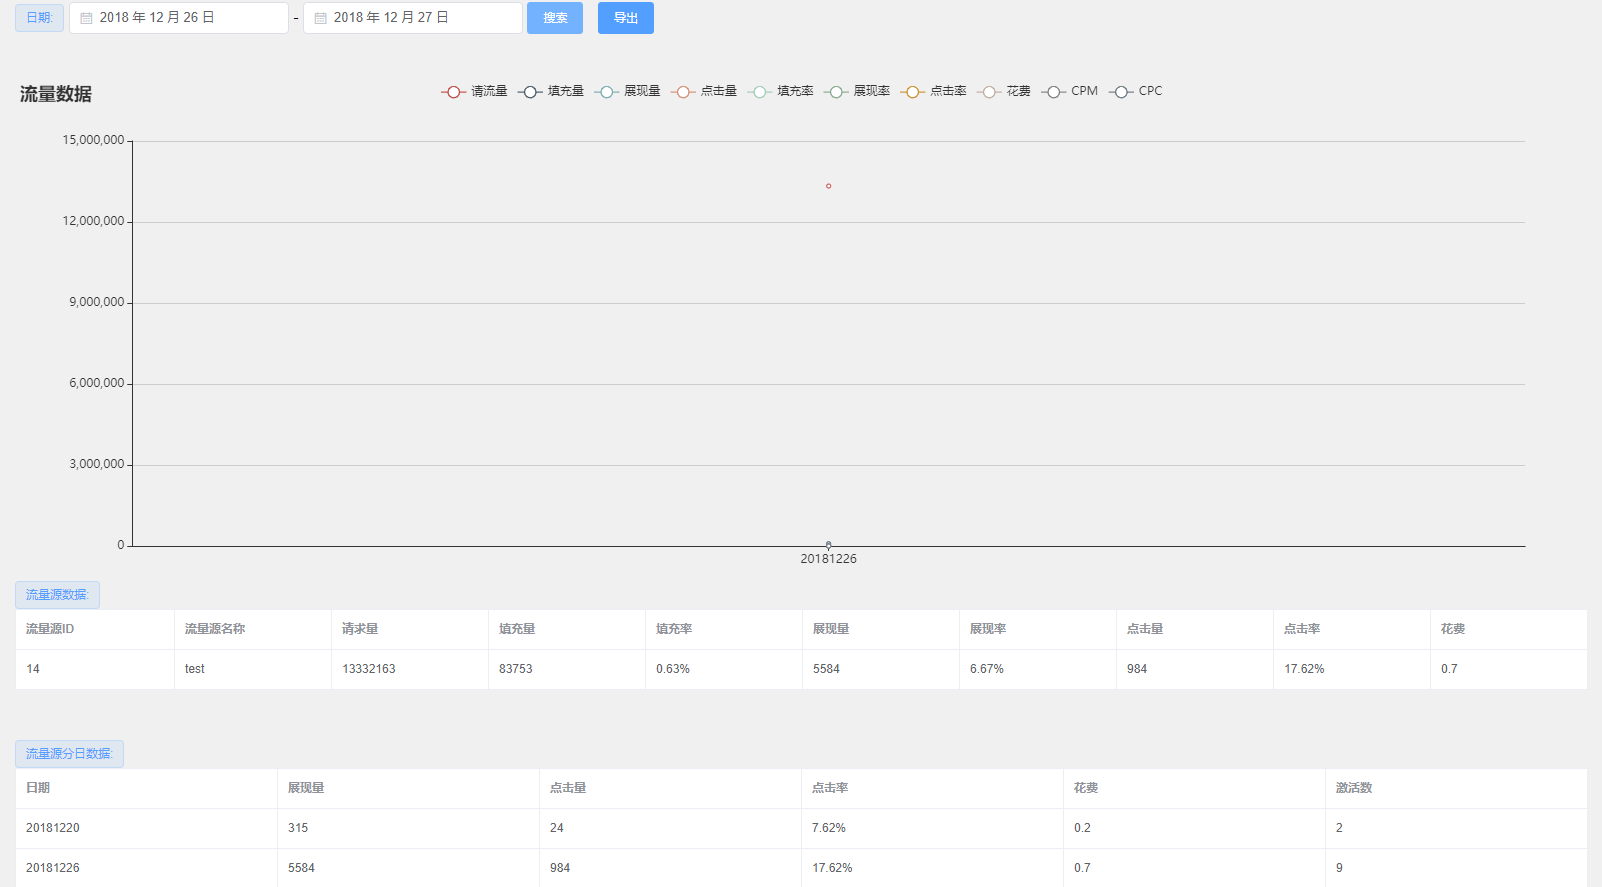 日期: 2018 年 12 月 26 日 - 2018 年 12 月 27 日 搜索 导出
流量数据 请流量 填充量 展现量 点击量 填充率 展现率 点击率 花费 CPM CPC
15,000,000
12,000,000
9,000,000
6,000,000
3,000,000
0
20181226
流量源数据:
流量源ID 流量源名称 请求量 填充量 填充率 展现量 展现率 点击量 点击率 花费
14 test 13332163 83753 0.63% 5584 6.67% 984 17.62% 0.7
流量源分日数据:
日期 展现量 点击量 点击率 花费 激活数
20181220 315 24 7.62% 0.2 2
20181226 5584 984 17.62% 0.7 9